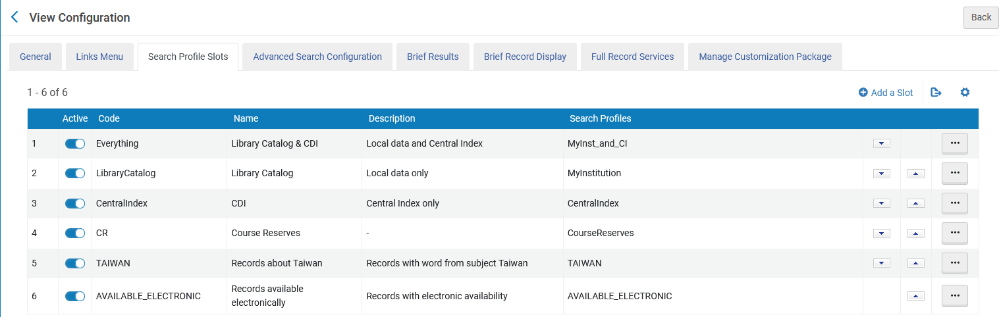 View Configuration
Back
General Links Menu Search Profile Slots Advanced Search Configuration Brief Results Brief Record Display Full Record Services Manage Customization Package
1 - 6 of 6
Add a Slot
Active Code Name Description Search Profiles
1 Everything Library Catalog & CDI Local data and Central Index MyInst_and_CI
2 LibraryCatalog Library Catalog Local data only MyInstitution
3 CentralIndex CDI Central Index only CentralIndex
4 CR Course Reserves - CourseReserves
5 TAIWAN Records about Taiwan Records with word from subject Taiwan TAIWAN
6 AVAILABLE_ELECTRONIC Records available electronically Records with electronic availability AVAILABLE_ELECTRONIC